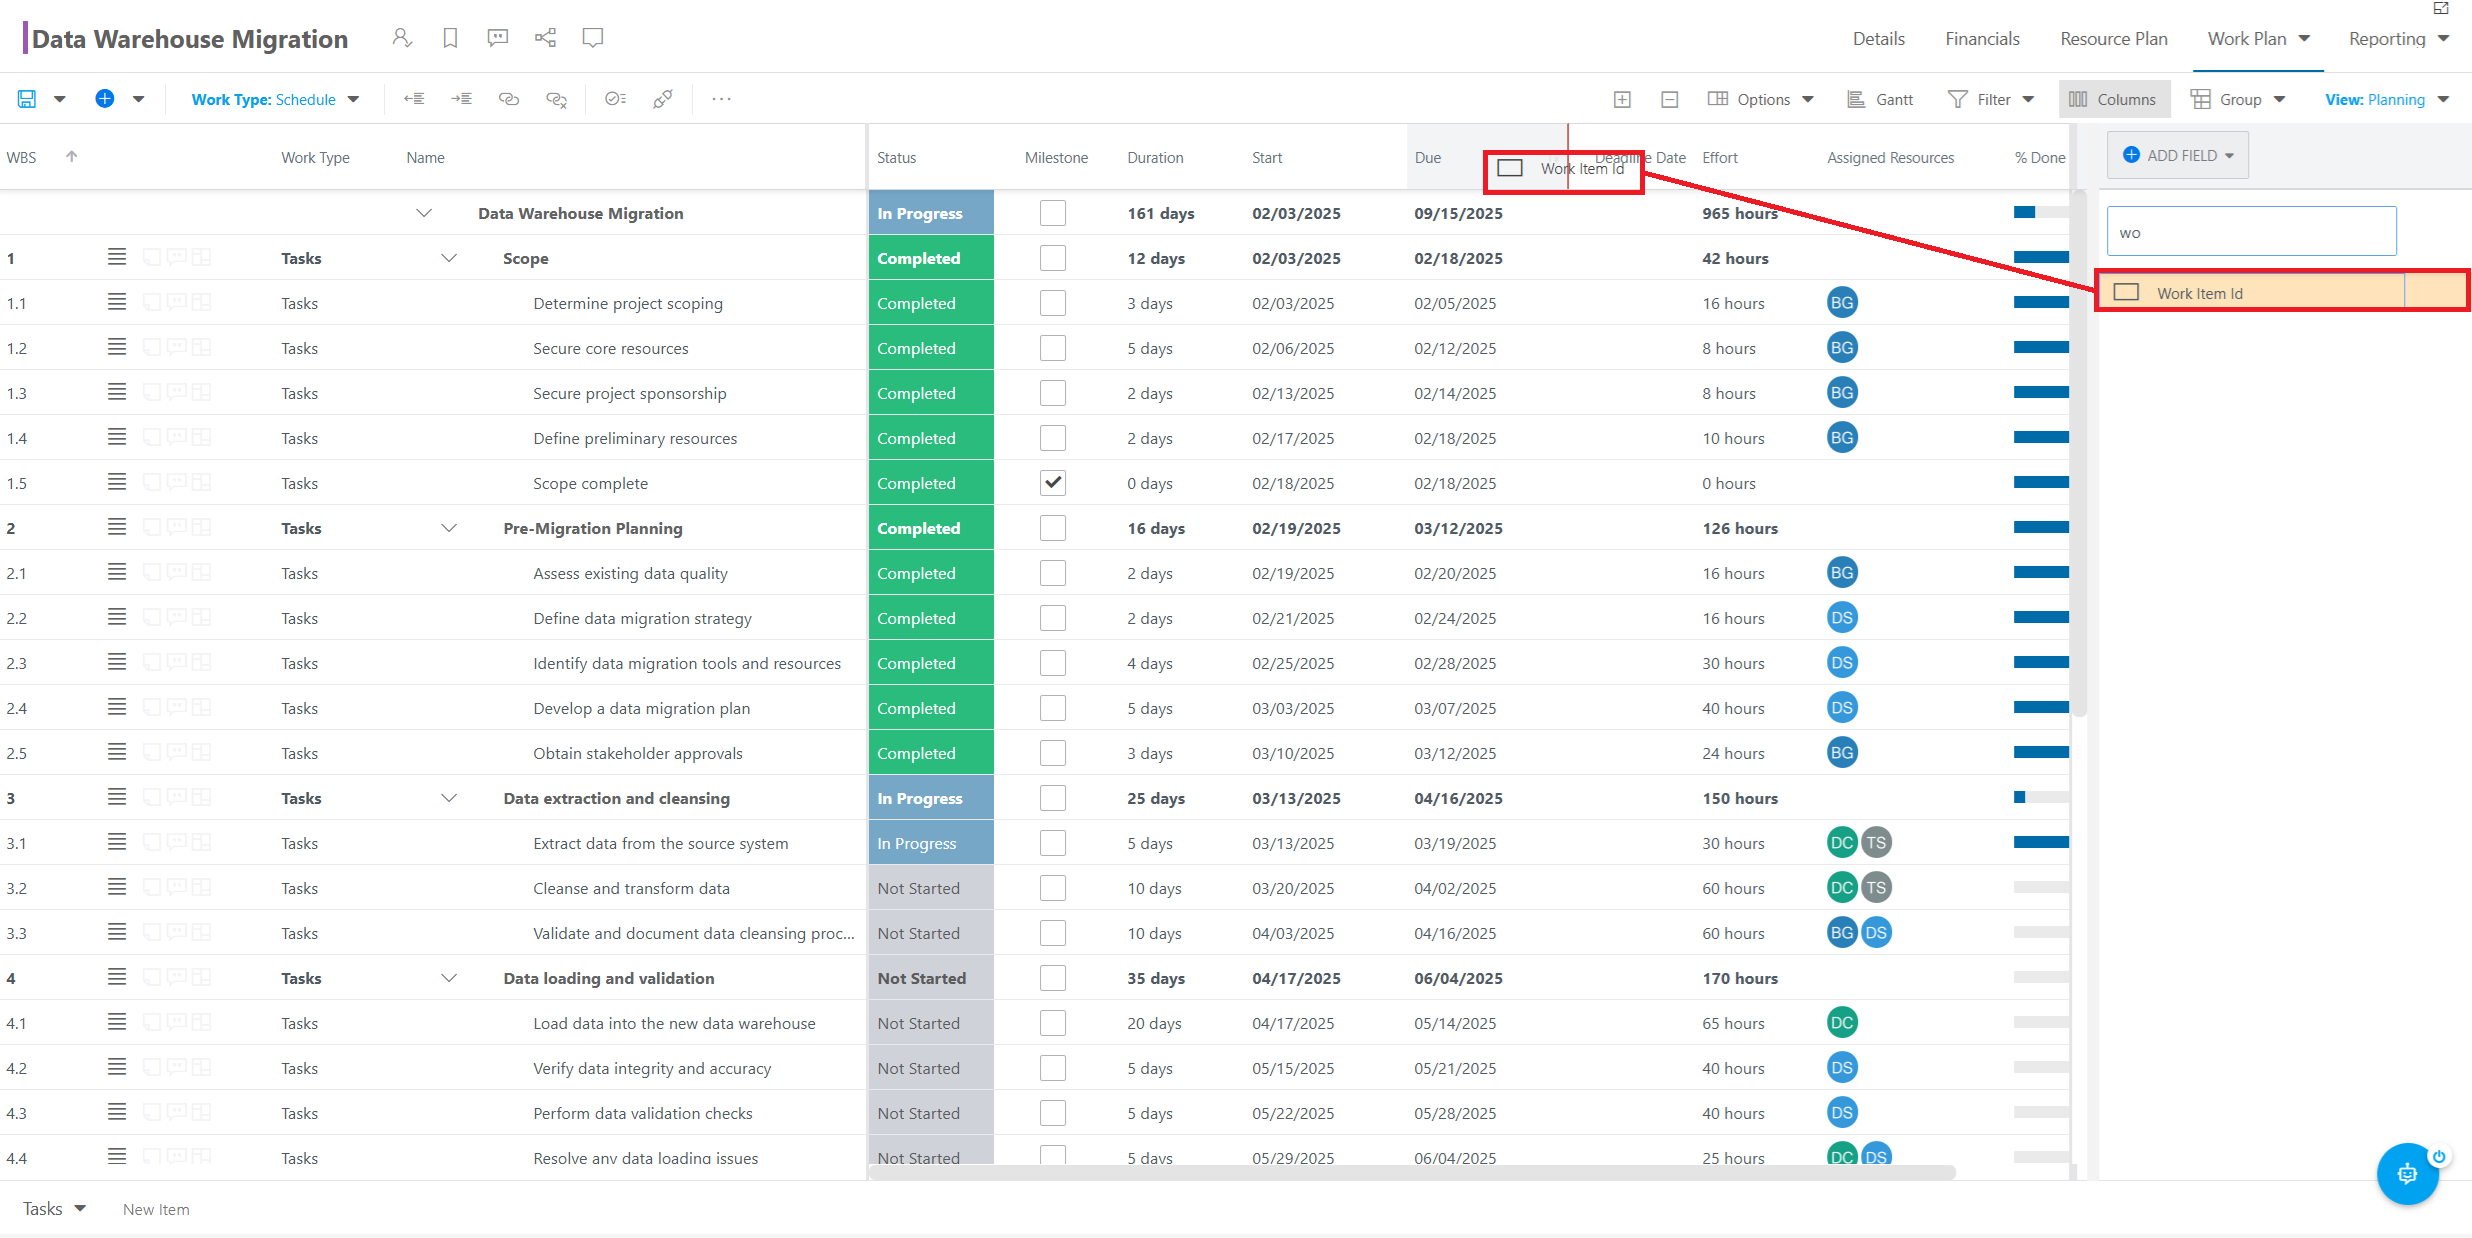 Data Warehouse Migration
Details Financials Resource Plan Work Plan Reporting
Work Type: Schedule Options Gantt Filter Columns Group View: Planning
WBS Work Type Name Status Milestone Duration Start Due Deadline Date Effort Assigned Resources % Done
ADD FIELD
Work Item Id
wo
Work Item Id
Data Warehouse Migration In Progress 161 days 02/03/2025 09/15/2025 965 hours
1 Tasks Scope Completed 12 days 02/03/2025 02/18/2025 42 hours
1.1 Tasks Determine project scoping Completed 3 days 02/03/2025 02/05/2025 16 hours BG
1.2 Tasks Secure core resources Completed 5 days 02/06/2025 02/12/2025 8 hours BG
1.3 Tasks Secure project sponsorship Completed 2 days 02/13/2025 02/14/2025 8 hours BG
1.4 Tasks Define preliminary resources Completed 2 days 02/17/2025 02/18/2025 10 hours BG
1.5 Tasks Scope complete Completed 0 days 02/18/2025 02/18/2025 0 hours
2 Tasks Pre-Migration Planning Completed 16 days 02/19/2025 03/12/2025 126 hours
2.1 Tasks Assess existing data quality Completed 2 days 02/19/2025 02/20/2025 16 hours BG
2.2 Tasks Define data migration strategy Completed 2 days 02/21/2025 02/24/2025 16 hours DS
2.3 Tasks Identify data migration tools and resources Completed 4 days 02/25/2025 02/28/2025 30 hours DS
2.4 Tasks Develop a data migration plan Completed 5 days 03/03/2025 03/07/2025 40 hours DS
2.5 Tasks Obtain stakeholder approvals Completed 3 days 03/10/2025 03/12/2025 24 hours BG
3 Tasks Data extraction and cleansing In Progress 25 days 03/13/2025 04/16/2025 150 hours
3.1 Tasks Extract data from the source system In Progress 5 days 03/13/2025 03/19/2025 30 hours DC TS
3.2 Tasks Cleanse and transform data Not Started 10 days 03/20/2025 04/02/2025 60 hours DC TS
3.3 Tasks Validate and document data cleansing proc... Not Started 10 days 04/03/2025 04/16/2025 60 hours BG DS
4 Tasks Data loading and validation Not Started 35 days 04/17/2025 06/04/2025 170 hours
4.1 Tasks Load data into the new data warehouse Not Started 20 days 04/17/2025 05/14/2025 65 hours DC
4.2 Tasks Verify data integrity and accuracy Not Started 5 days 05/15/2025 05/21/2025 40 hours DS
4.3 Tasks Perform data validation checks Not Started 5 days 05/22/2025 05/28/2025 40 hours DS
4.4 Tasks Resolve any data loading issues Not Started 5 days 05/29/2025 06/04/2025 25 hours DC DS
Tasks New Item